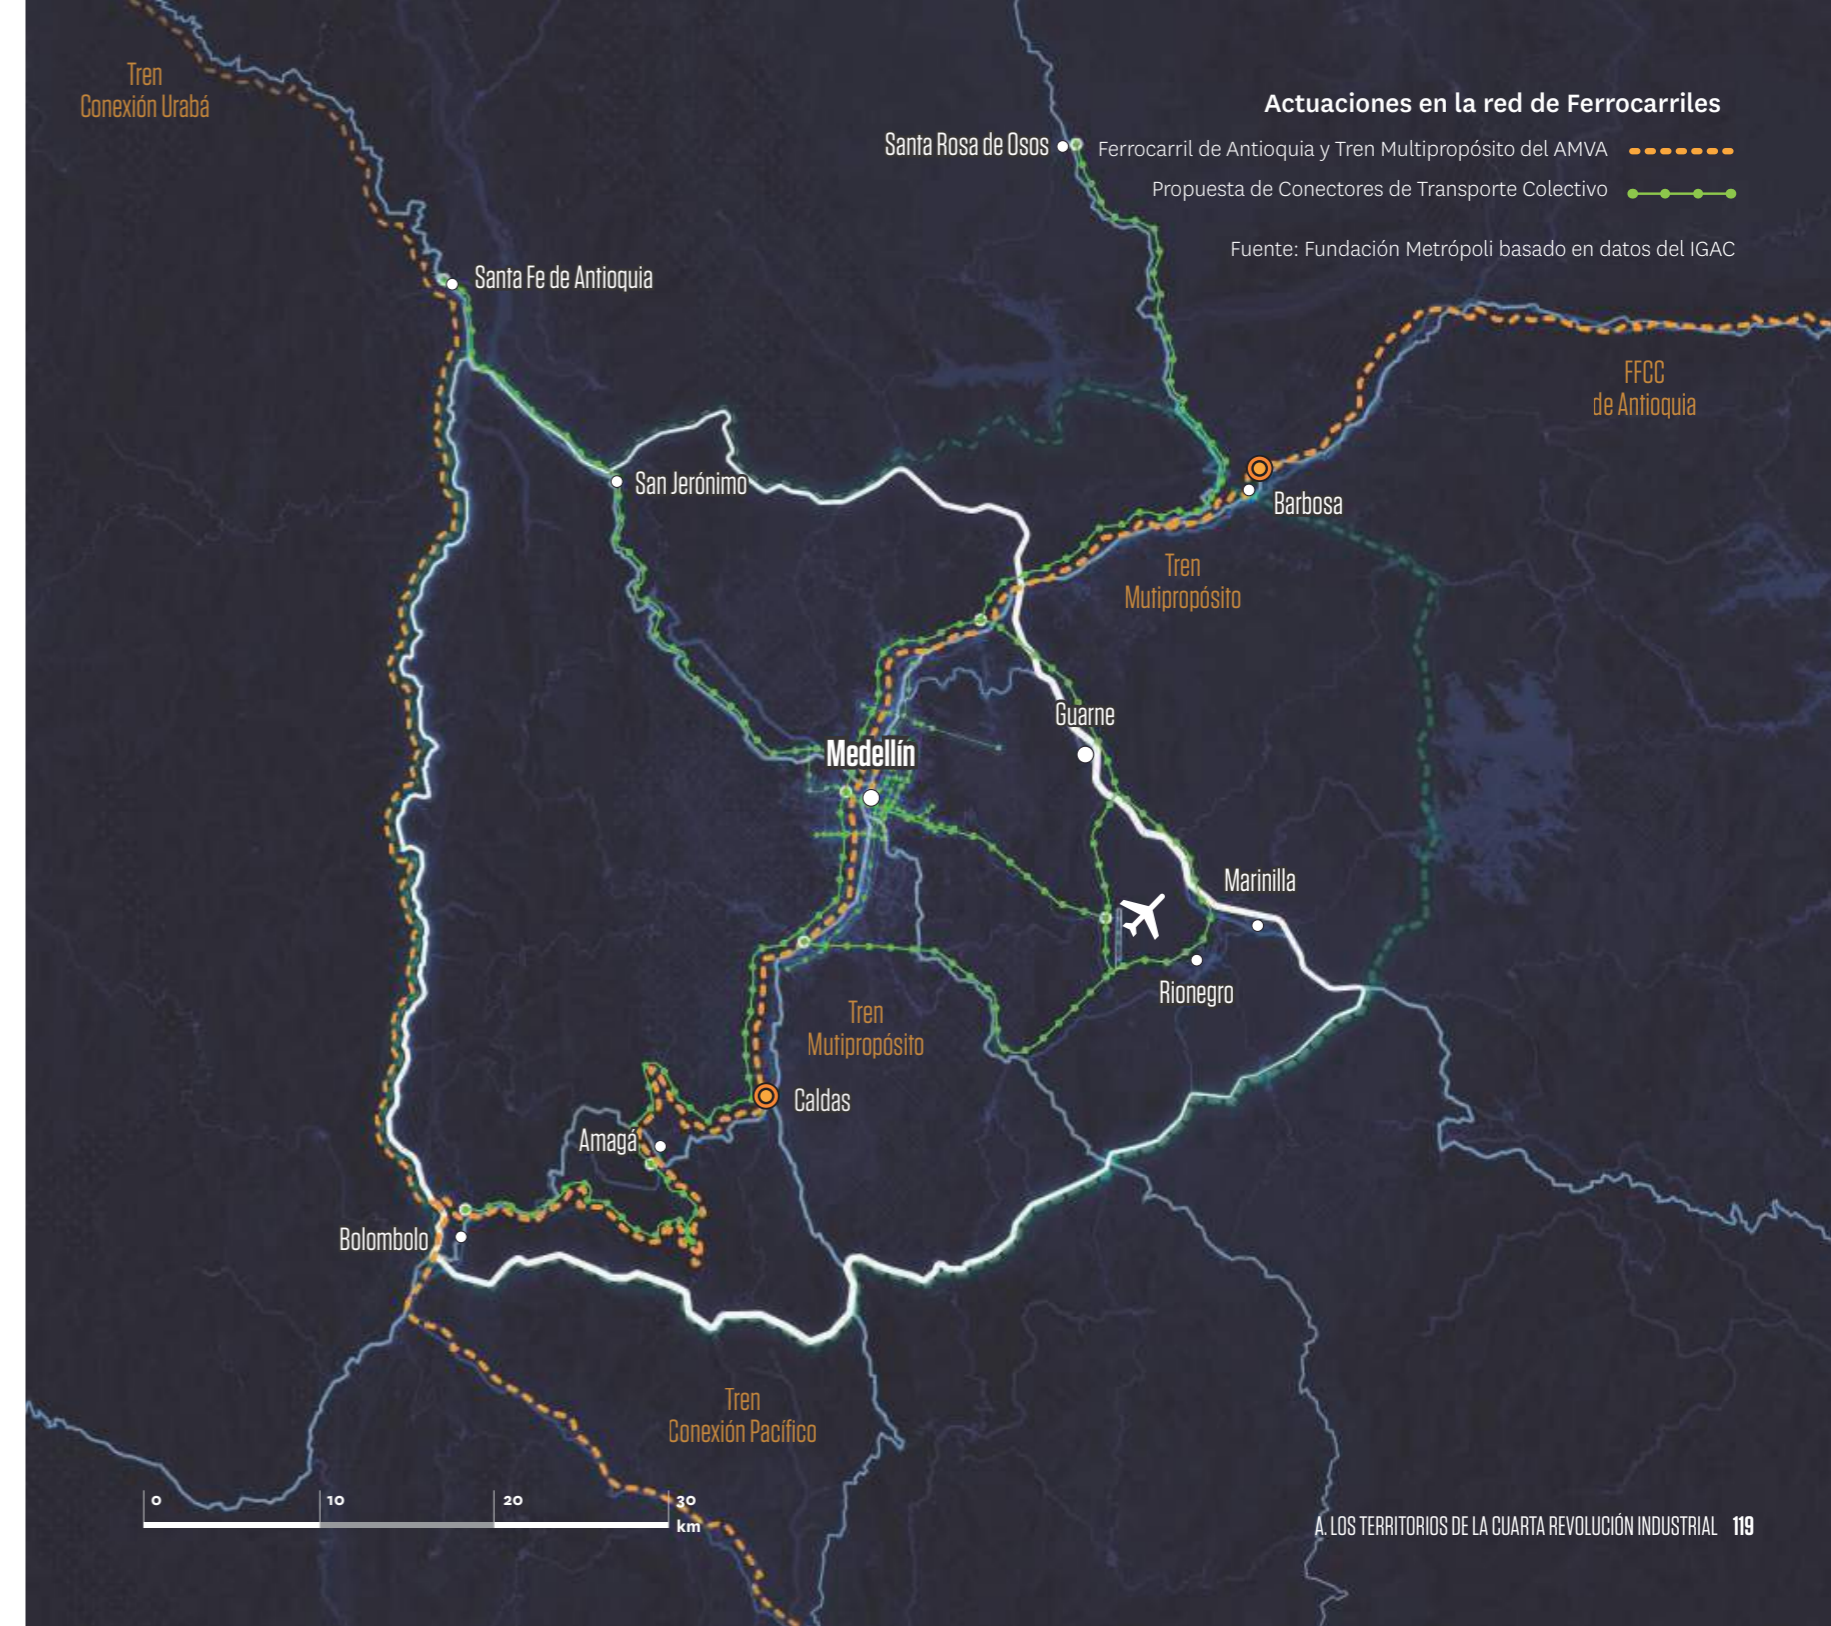 Tren
Conexión Urabá
Actuaciones en la red de Ferrocarriles
Santa Rosa de Osos
Ferrocarril de Antioquia y Tren Multipropósito del AMVA
Propuesta de Conectores de Transporte Colectivo
Fuente: Fundación Metrópoli basado en datos del IGAC
Santa Fe de Antioquia
FFCC
de Antioquia
San Jerónimo
Barbosa
Tren
Mutipropósito
Guarne
Medellín
Marinilla
Rionegro
Tren
Mutipropósito
Caldas
Amagá
Bolombolo
Tren
Conexión Pacífico
0 10 20 30
km
A. LOS TERRITORIOS DE LA CUARTA REVOLUCIÓN INDUSTRIAL 119